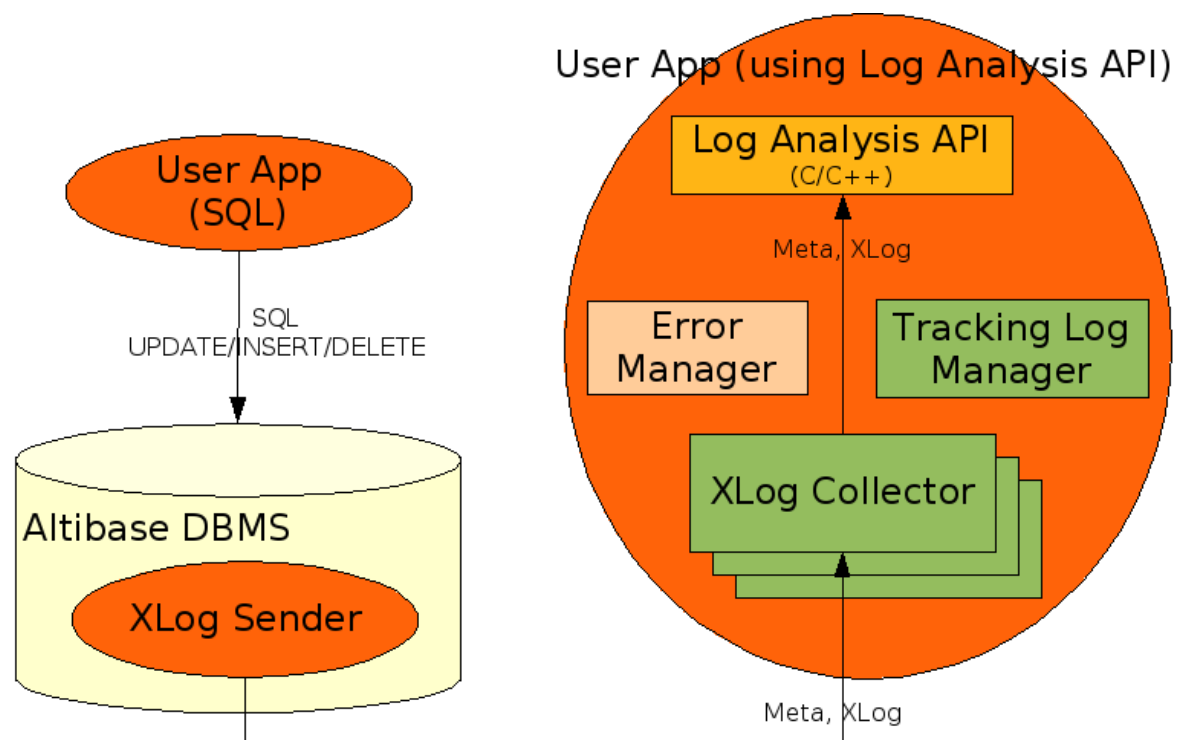 User App
(SQL)
SQL
UPDATE/INSERT/DELETE
Altibase DBMS
XLog Sender
User App (using Log Analysis API)
Log Analysis API
(C/C++)
Meta, XLog
Error
Manager
Tracking Log
Manager
XLog Collector
Meta, XLog